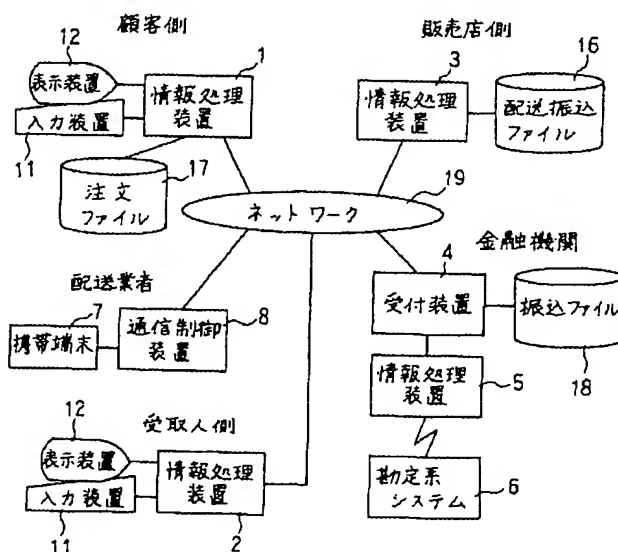 顧客側
販売店側
12
1
3
16
表示装置
情報処理
装置
入力装置
情報処理
装置
配送振込
ファイル
11
17
注文
ファイル
19
ネットワーク
金融機関
配送業者
4
7
8
携帯端末
通信制御
装置
受付装置
振込ファイル
18
情報処理
装置
5
受取人側
12
表示装置
情報処理
装置
入力装置
11
2
勘定系
システム
6